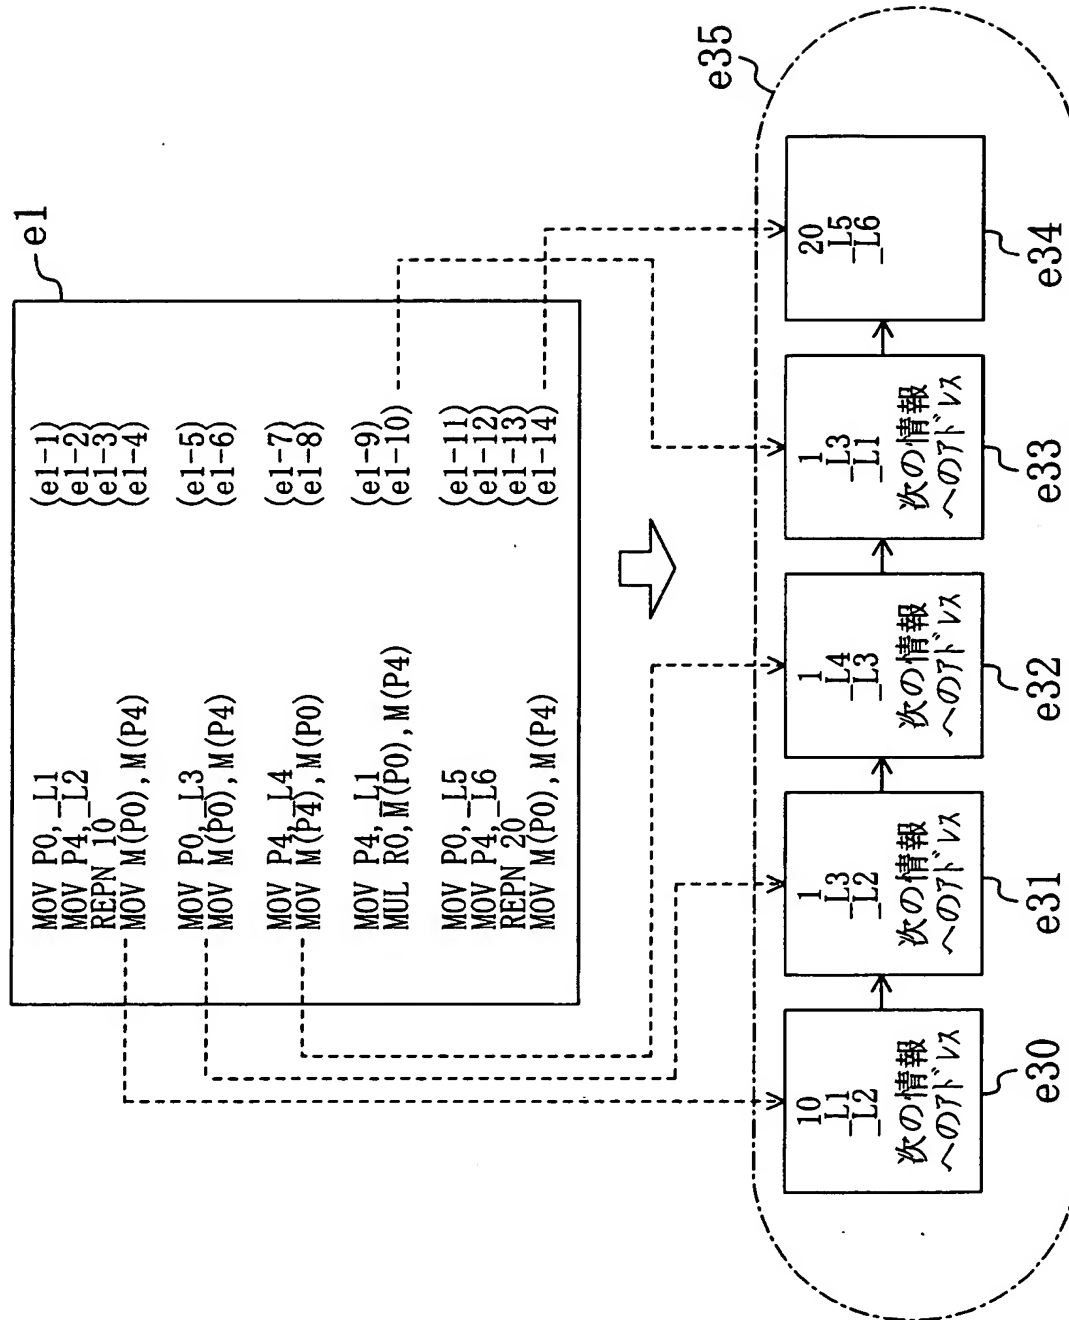 e1
MOV P0,_L1 (e1-1)
MOV P4,_L2 (e1-2)
REPN 10 (e1-3)
MOV M(P0),M(P4) (e1-4)
MOV P0,_L3 (e1-5)
MOV M(P0),M(P4) (e1-6)
MOV P4,_L4 (e1-7)
MOV M(P4),M(P0) (e1-8)
MOV P4,_L1 (e1-9)
MUL R0,M(P0),M(P4) (e1-10)
MOV P0,_L5 (e1-11)
MOV P4,_L6 (e1-12)
REPN 20 (e1-13)
MOV M(P0),M(P4) (e1-14)
e35
10
_L1
_L2
次の情報
へのアドレス
e30
1
_L3
_L2
次の情報
へのアドレス
e31
1
_L4
_L3
次の情報
へのアドレス
e32
1
_L3
_L1
次の情報
へのアドレス
e33
20
_L5
_L6
e34